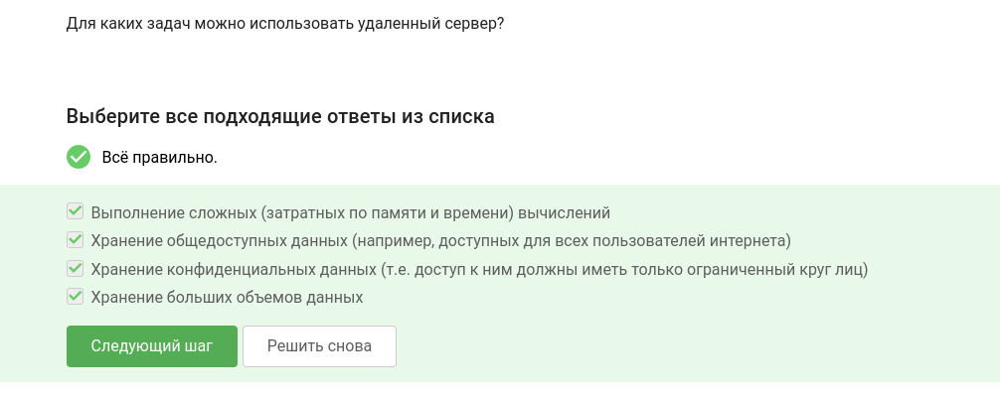 Для каких задач можно использовать удаленный сервер?
Выберите все подходящие ответы из списка
Всё правильно.
Выполнение сложных (затратных по памяти и времени) вычислений
Хранение общедоступных данных (например, доступных для всех пользователей интернета)
Хранение конфиденциальных данных (т.е. доступ к ним должны иметь только ограниченный круг лиц)
Хранение больших объемов данных
Следующий шаг Решить снова